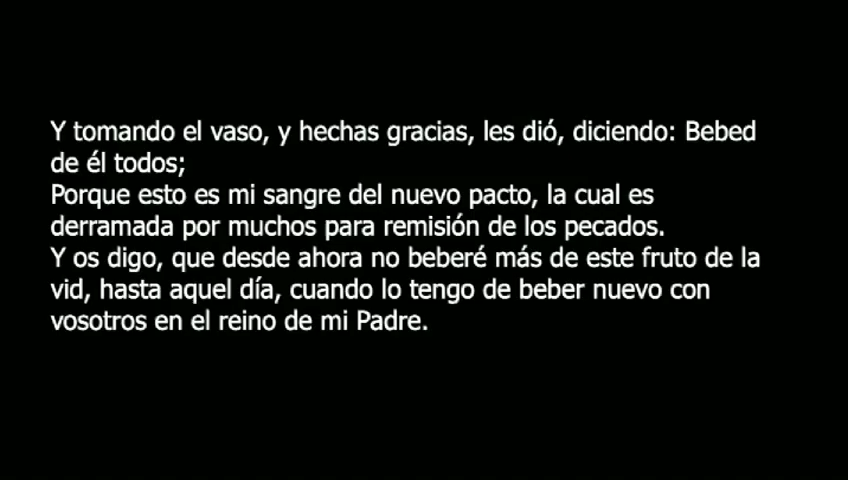 Y tomando el vaso, y hechas gracias, les dió, diciendo: Bebed
de él todos;
Porque esto es mi sangre del nuevo pacto, la cual es
derramada por muchos para remisión de los pecados.
Y os digo, que desde ahora no beberé más de este fruto de la
vid, hasta aquel día, cuando lo tengo de beber nuevo con
vosotros en el reino de mi Padre.